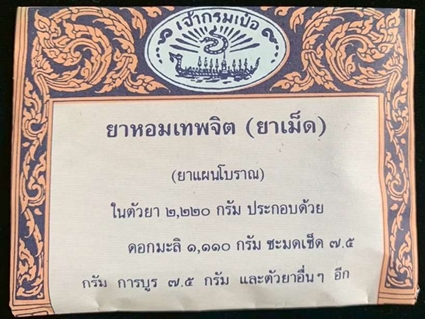 เจ้ากรมเป๋อ
ยาหอมเทพจิต (ยาเม็ด)
(ยาแผนโบราณ)
ในตัวยา ๒,๒๒๐ กรัม ประกอบด้วย
ดอกมะลิ ๑,๑๑๐ กรัม ชะมดเช็ด ๗.๕
กรัม การบูร ๗.๕ กรัม และตัวยาอื่นๆ อีก